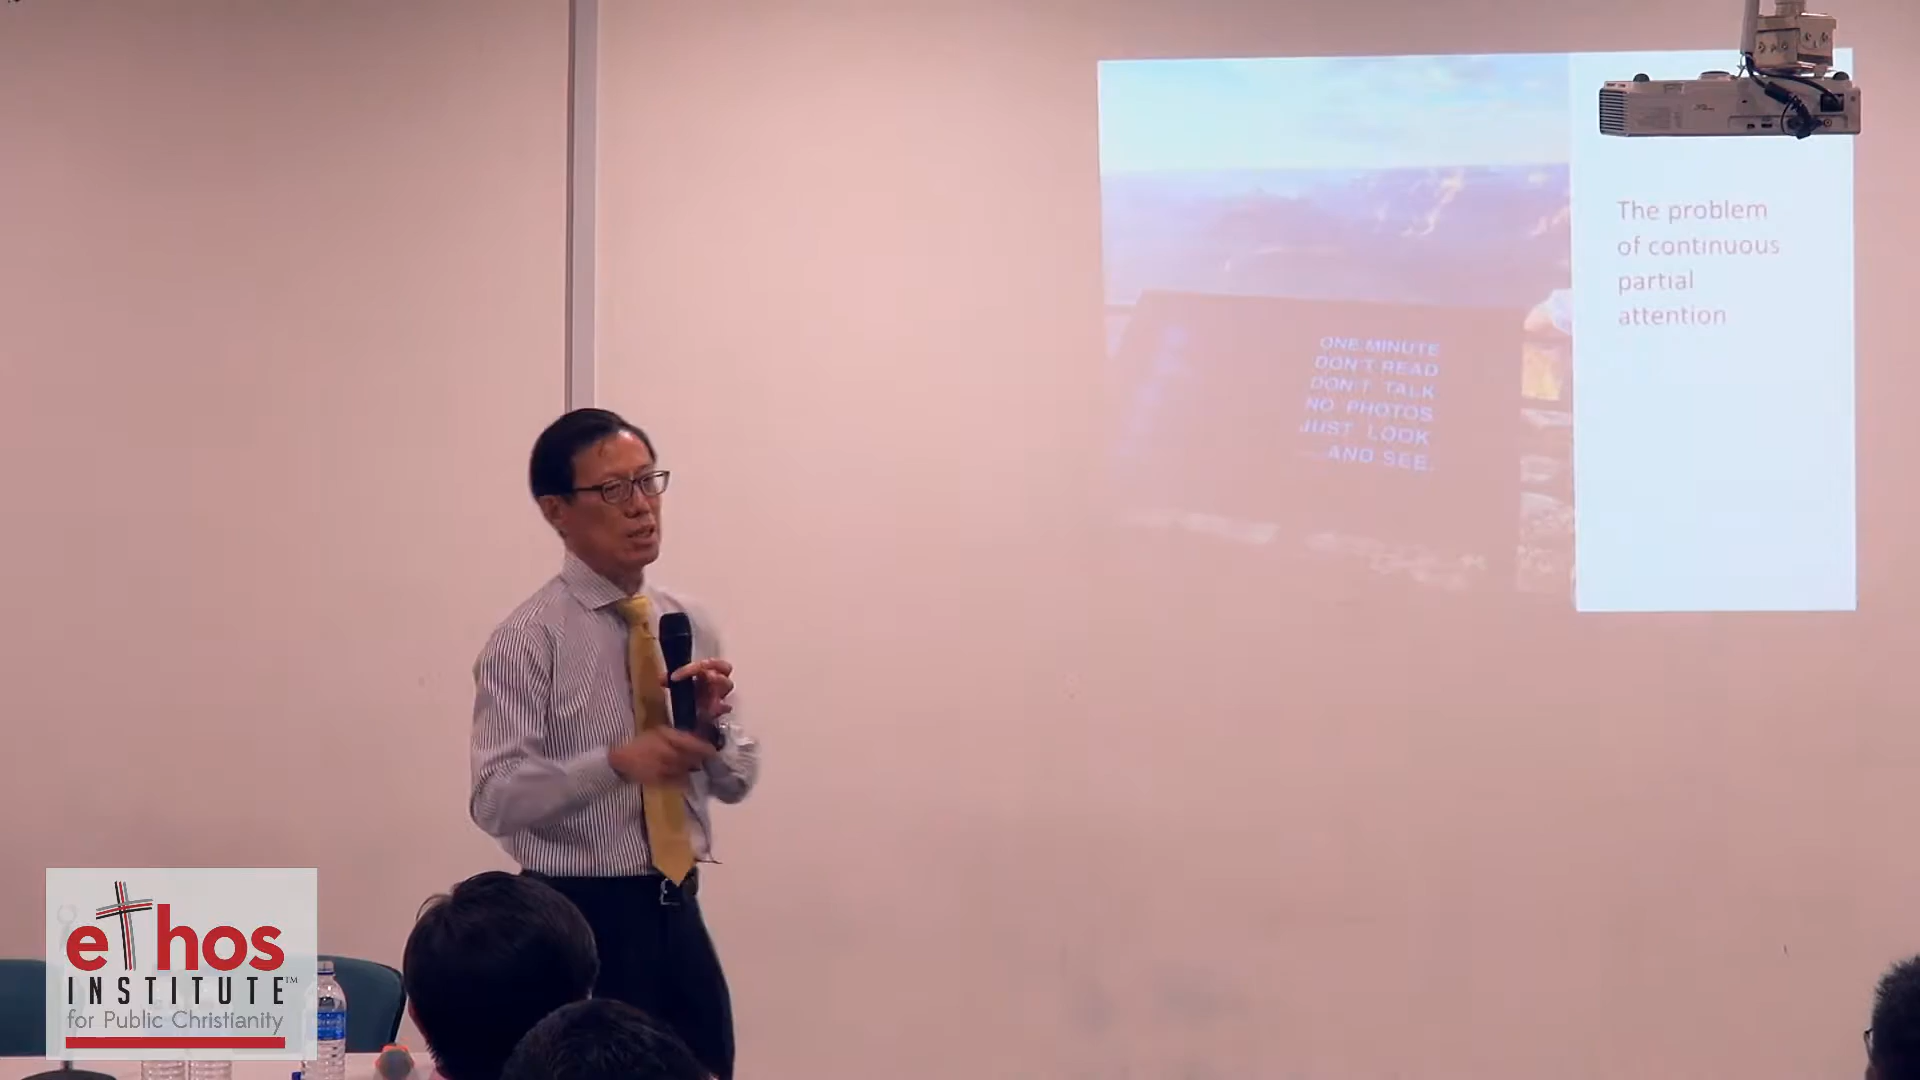 The problem
of continuous
partial
attention
ONE MINUTE
DON'T READ
DON'T TALK
NO PHOTOS
JUST LOOK
AND SEE.
ethos
INSTITUTE™
for Public Christianity